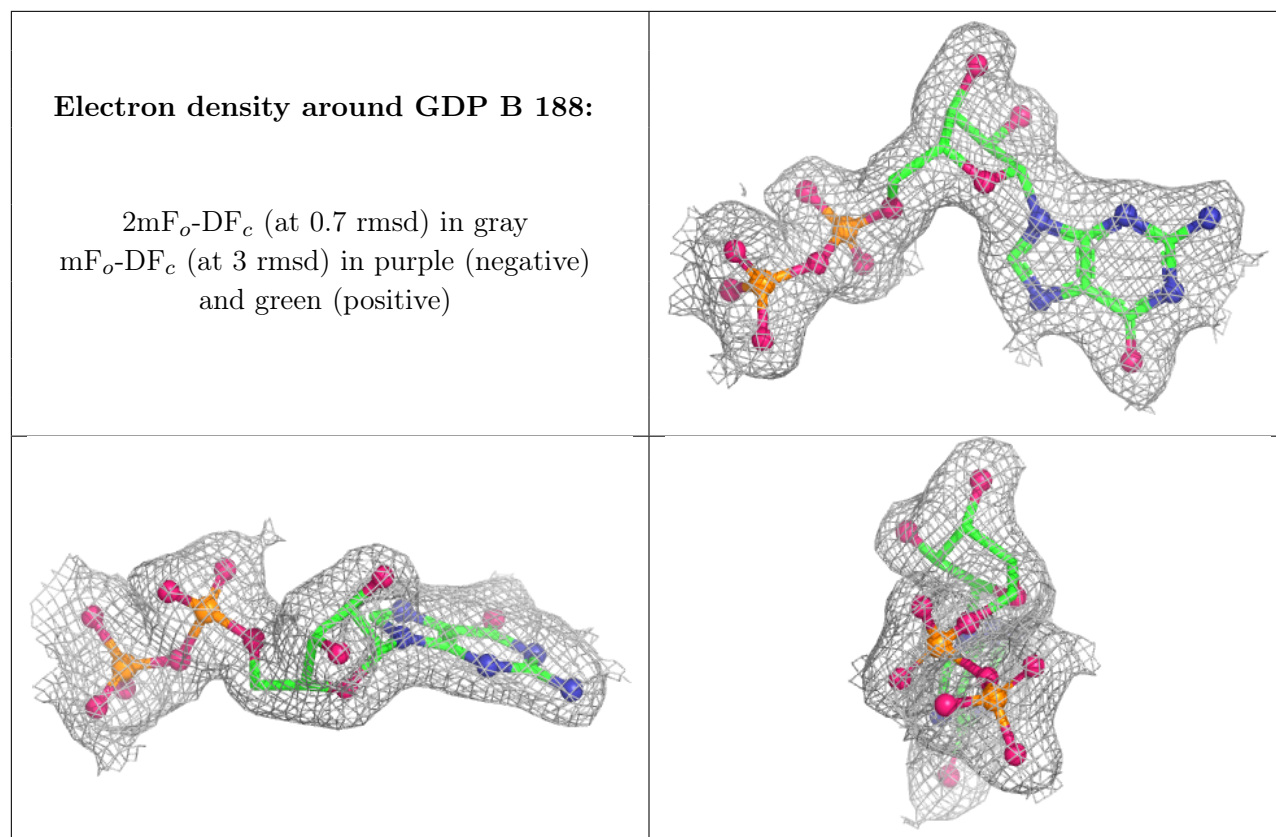 Electron density around GDP B 188:
2mFo-DFc (at 0.7 rmsd) in gray
mFo-DFc (at 3 rmsd) in purple (negative)
and green (positive)